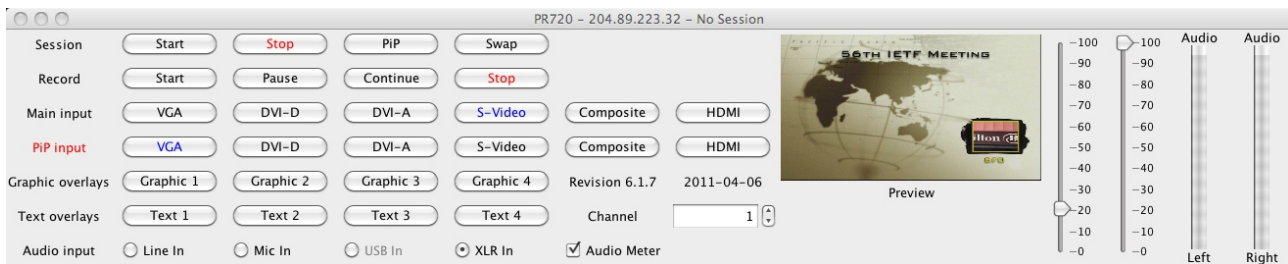 PR720 – 204.89.223.32 – No Session
Session Start Stop PiP Swap
Record Start Pause Continue Stop
Main input VGA DVI-D DVI-A S-Video Composite HDMI
PiP input VGA DVI-D DVI-A S-Video Composite HDMI
Graphic overlays Graphic 1 Graphic 2 Graphic 3 Graphic 4 Revision 6.1.7 2011-04-06
Text overlays Text 1 Text 2 Text 3 Text 4 Channel 1
Audio input Line In Mic In USB In XLR In Audio Meter
56TH IETF MEETING
Preview
-100 -100
-90 -90
-80 -80
-70 -70
-60 -60
-50 -50
-40 -40
-30 -30
-20 -20
-10 -10
-0 -0
Audio Audio
Left Right